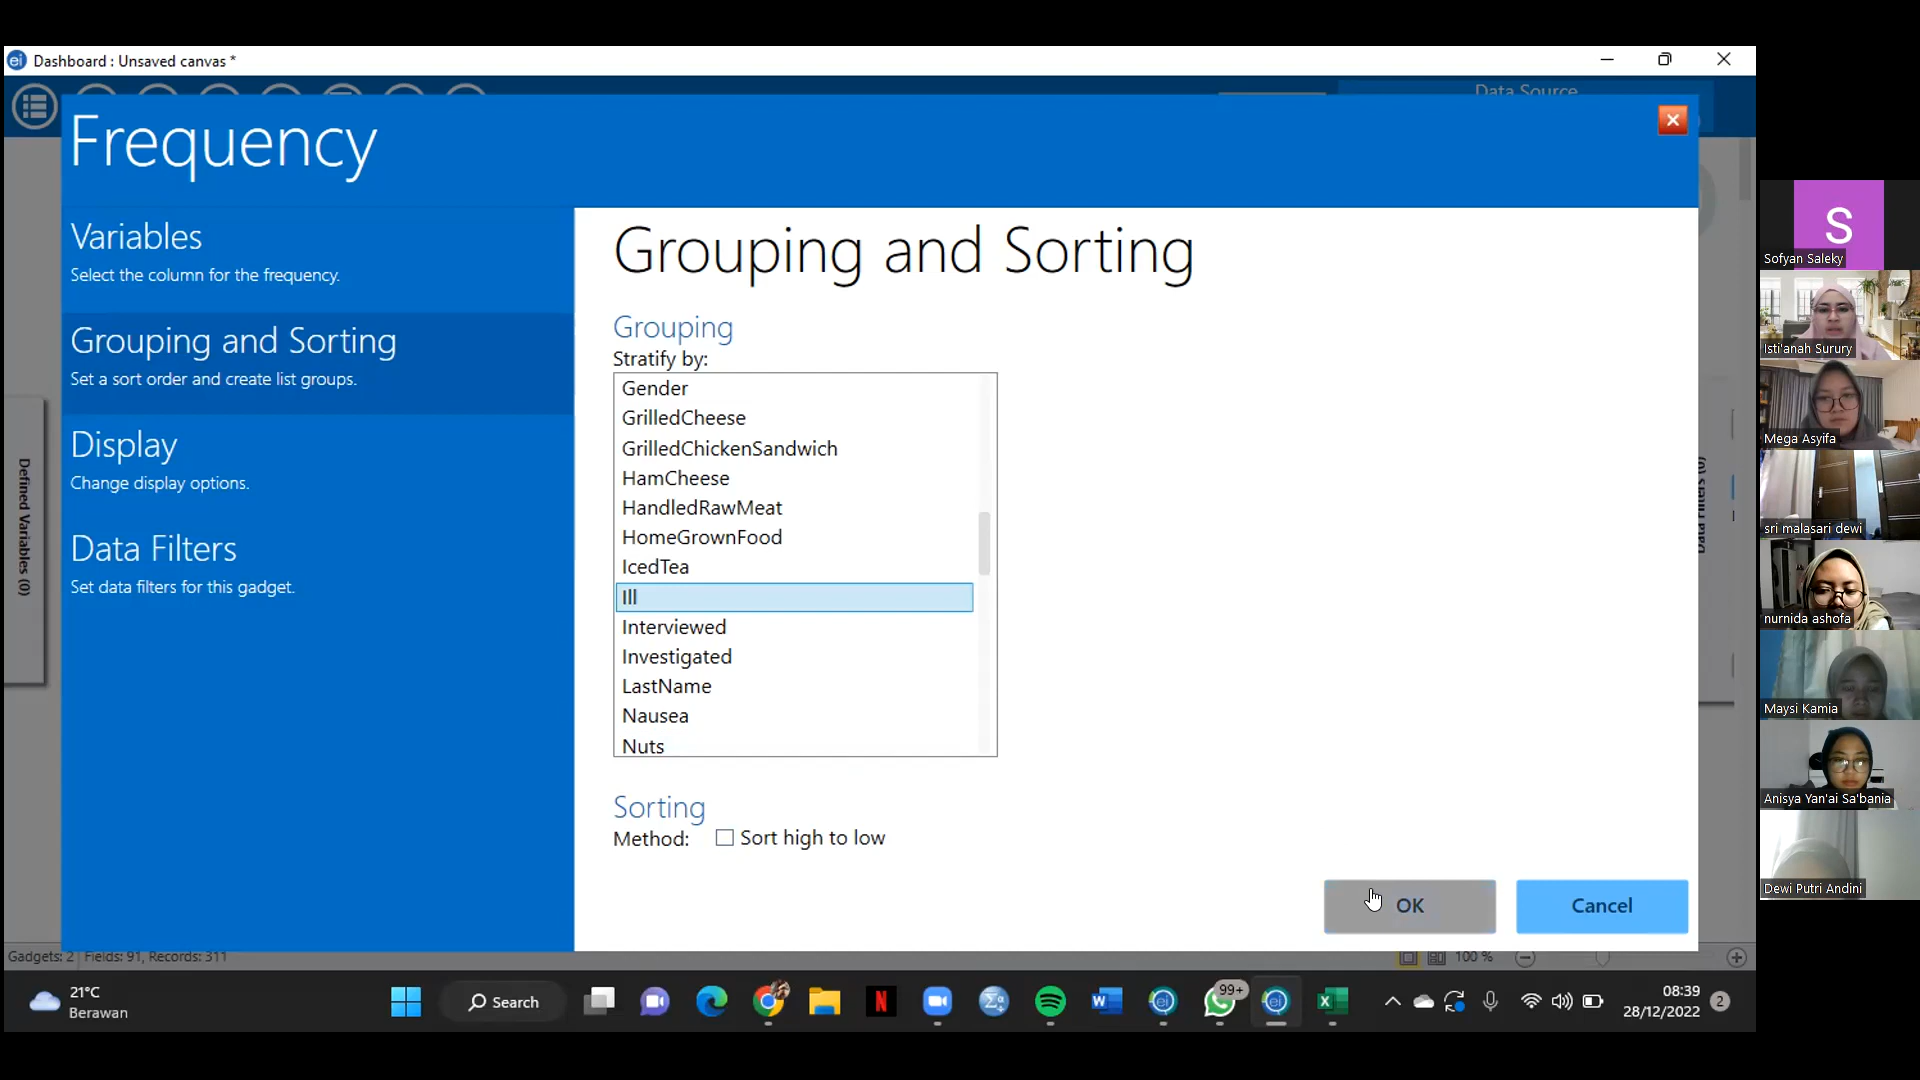 Dashboard : Unsaved canvas *
Data Source
Frequency
Variables
Select the column for the frequency.
Grouping and Sorting
Set a sort order and create list groups.
Display
Change display options.
Data Filters
Set data filters for this gadget.
Defined Variables (0)
Grouping and Sorting
Grouping
Stratify by:
Gender
GrilledCheese
GrilledChickenSandwich
HamCheese
HandledRawMeat
HomeGrownFood
IcedTea
Ill
Interviewed
Investigated
LastName
Nausea
Nuts
Sorting
Method: Sort high to low
OK
Cancel
Data Filters (0)
Gadgets: 2 Fields: 91, Records: 311
100 %
21°C
Berawan
Search
99+
08:39
28/12/2022
2
S
Sofyan Saleky
Isti'anah Surury
Mega Asyifa
sri malasari dewi
nurnida ashofa
Maysi Kamia
Anisya Yan'ai Sa'bania
Dewi Putri Andini